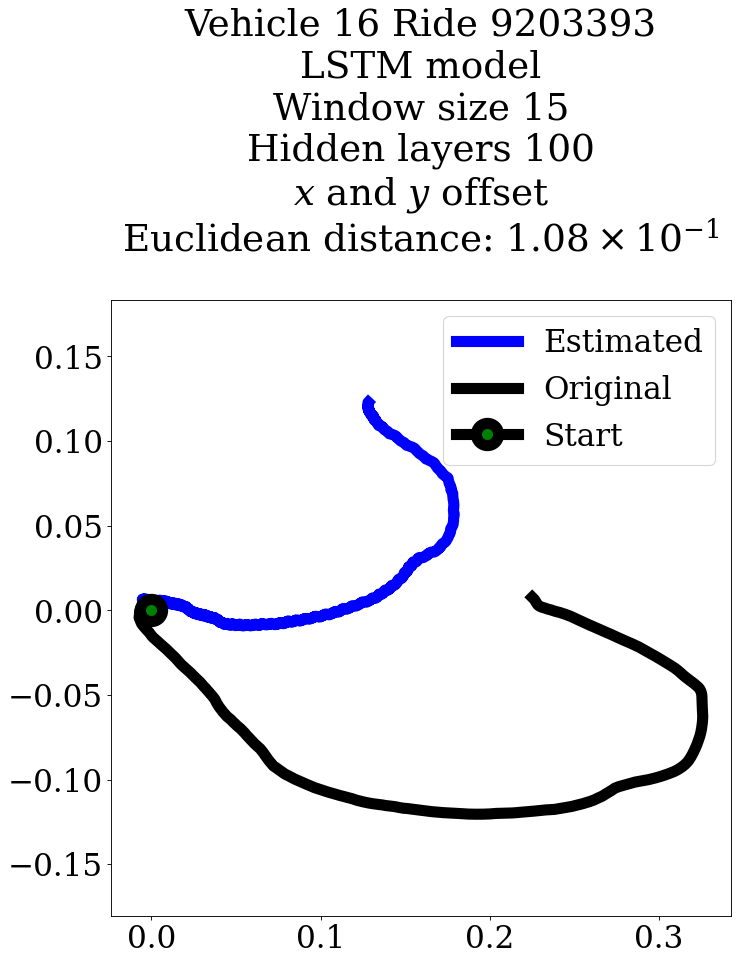 Vehicle 16 Ride 9203393
LSTM model
Window size 15
Hidden layers 100
x and y offset
Euclidean distance: 1.08 × 10⁻¹
Estimated
Original
Start
0.15
0.10
0.05
0.00
−0.05
−0.10
−0.15
0.0 0.1 0.2 0.3